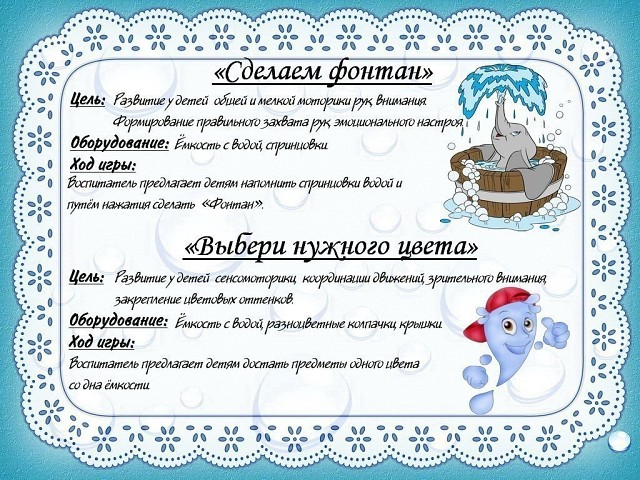 «Сделаем фонтан»
Цель: Развитие у детей общей и мелкой моторики рук, внимания.
Формирование правильного захвата рук, эмоционального настроя.
Оборудование: Ёмкость с водой, спринцовки.
Ход игры:
Воспитатель предлагает детям наполнить спринцовки водой и
путём нажатия сделать «Фонтан».
«Выбери нужного цвета»
Цель: Развитие у детей сенсомоторики, координации движений, зрительного внимания,
закрепление цветовых оттенков.
Оборудование: Ёмкость с водой, разноцветные колпачки, крышки.
Ход игры:
Воспитатель предлагает детям достать предметы одного цвета
со дна ёмкости.